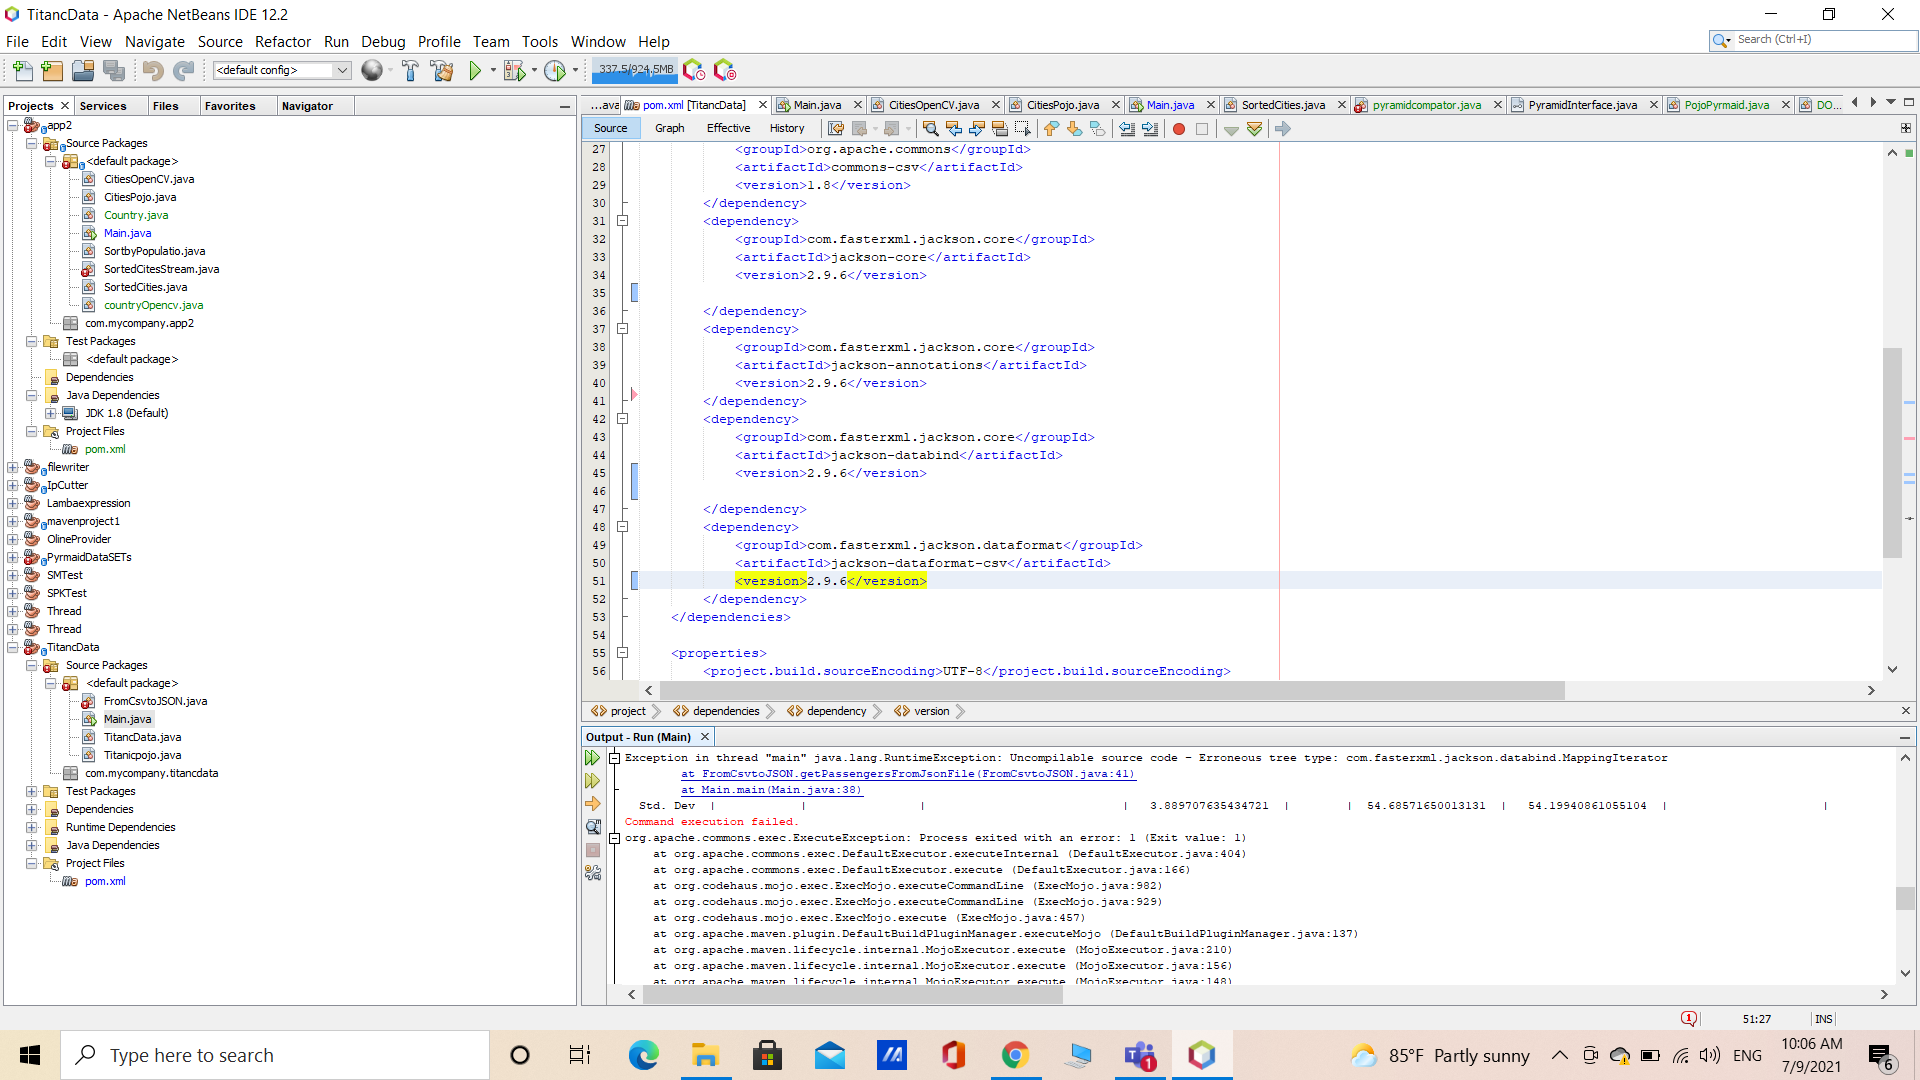 TitancData - Apache NetBeans IDE 12.2
File Edit View Navigate Source Refactor Run Debug Profile Team Tools Window Help
Search (Ctrl+I)
<default config>
337.5/924.5MB
Projects Services Files Favorites Navigator
...ava pom.xml [TitancData] Main.java CitiesOpenCV.java CitiesPojo.java Main.java SortedCities.java pyramidcompator.java PyramidInterface.java PojoPyrmaid.java DO...
Source Graph Effective History
app2
Source Packages
<default package>
CitiesOpenCV.java
CitiesPojo.java
Country.java
Main.java
SortbyPopulatio.java
SortedCitesStream.java
SortedCities.java
countryOpencv.java
com.mycompany.app2
Test Packages
<default package>
Dependencies
Java Dependencies
JDK 1.8 (Default)
Project Files
pom.xml
filewriter
IpCutter
Lambaexpression
mavenproject1
OlineProvider
PyrmaidDataSETs
SMTest
SPKTest
Thread
Thread
TitancData
Source Packages
<default package>
FromCsvtoJSON.java
Main.java
TitancData.java
Titanicpojo.java
com.mycompany.titancdata
Test Packages
Dependencies
Runtime Dependencies
Java Dependencies
Project Files
pom.xml
27 <groupId>org.apache.commons</groupId>
28 <artifactId>commons-csv</artifactId>
29 <version>1.8</version>
30 </dependency>
31 <dependency>
32 <groupId>com.fasterxml.jackson.core</groupId>
33 <artifactId>jackson-core</artifactId>
34 <version>2.9.6</version>
35
36 </dependency>
37 <dependency>
38 <groupId>com.fasterxml.jackson.core</groupId>
39 <artifactId>jackson-annotations</artifactId>
40 <version>2.9.6</version>
41 </dependency>
42 <dependency>
43 <groupId>com.fasterxml.jackson.core</groupId>
44 <artifactId>jackson-databind</artifactId>
45 <version>2.9.6</version>
46
47 </dependency>
48 <dependency>
49 <groupId>com.fasterxml.jackson.dataformat</groupId>
50 <artifactId>jackson-dataformat-csv</artifactId>
51 <version>2.9.6</version>
52 </dependency>
53 </dependencies>
54
55 <properties>
56 <project.build.sourceEncoding>UTF-8</project.build.sourceEncoding>
project dependencies dependency version
Output - Run (Main)
Exception in thread "main" java.lang.RuntimeException: Uncompilable source code - Erroneous tree type: com.fasterxml.jackson.databind.MappingIterator
at FromCsvtoJSON.getPassengersFromJsonFile(FromCsvtoJSON.java:41)
at Main.main(Main.java:38)
Std. Dev | | | | 3.889707635434721 | | 54.68571650013131 | 54.19940861055104 | |
Command execution failed.
org.apache.commons.exec.ExecuteException: Process exited with an error: 1 (Exit value: 1)
at org.apache.commons.exec.DefaultExecutor.executeInternal (DefaultExecutor.java:404)
at org.apache.commons.exec.DefaultExecutor.execute (DefaultExecutor.java:166)
at org.codehaus.mojo.exec.ExecMojo.executeCommandLine (ExecMojo.java:982)
at org.codehaus.mojo.exec.ExecMojo.executeCommandLine (ExecMojo.java:929)
at org.codehaus.mojo.exec.ExecMojo.execute (ExecMojo.java:457)
at org.apache.maven.plugin.DefaultBuildPluginManager.executeMojo (DefaultBuildPluginManager.java:137)
at org.apache.maven.lifecycle.internal.MojoExecutor.execute (MojoExecutor.java:210)
at org.apache.maven.lifecycle.internal.MojoExecutor.execute (MojoExecutor.java:156)
at org.apache.maven.lifecycle.internal.MojoExecutor.execute (MojoExecutor.java:148)
1 51:27 INS
Type here to search
1
85°F Partly sunny
ENG
10:06 AM
7/9/2021
6